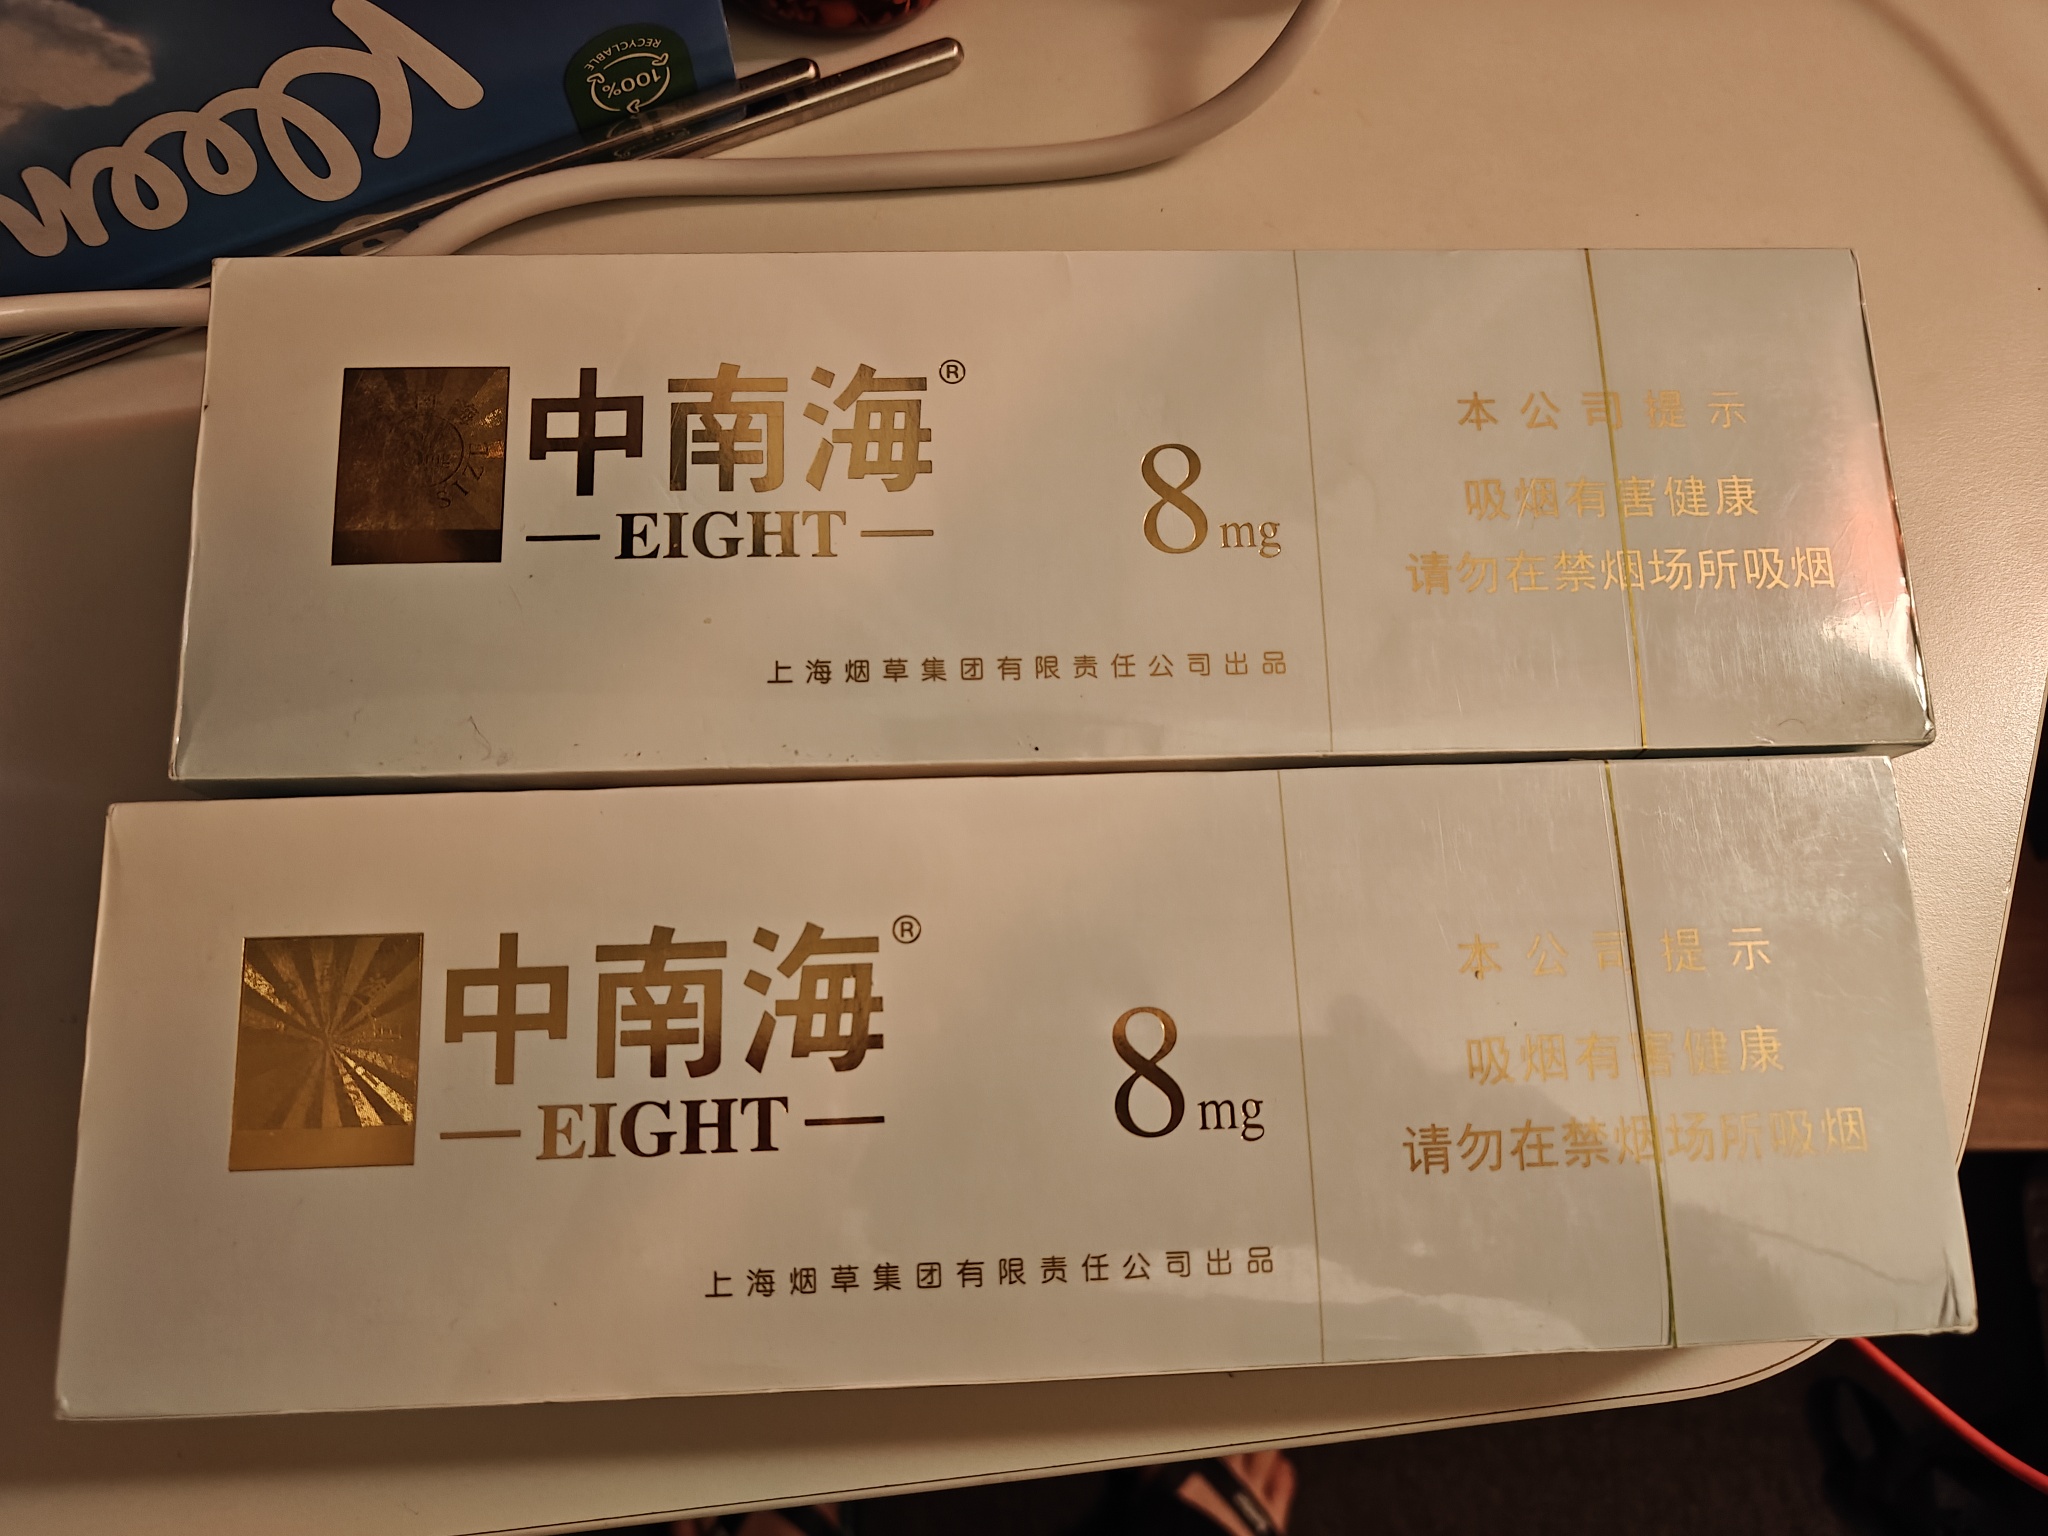 Kleen
100%
RECYCLABLE
中南海®
EIGHT
8mg
上海烟草集团有限责任公司出品
本公司提示
吸烟有害健康
请勿在禁烟场所吸烟
中南海®
EIGHT
8mg
上海烟草集团有限责任公司出品
本公司提示
吸烟有害健康
请勿在禁烟场所吸烟